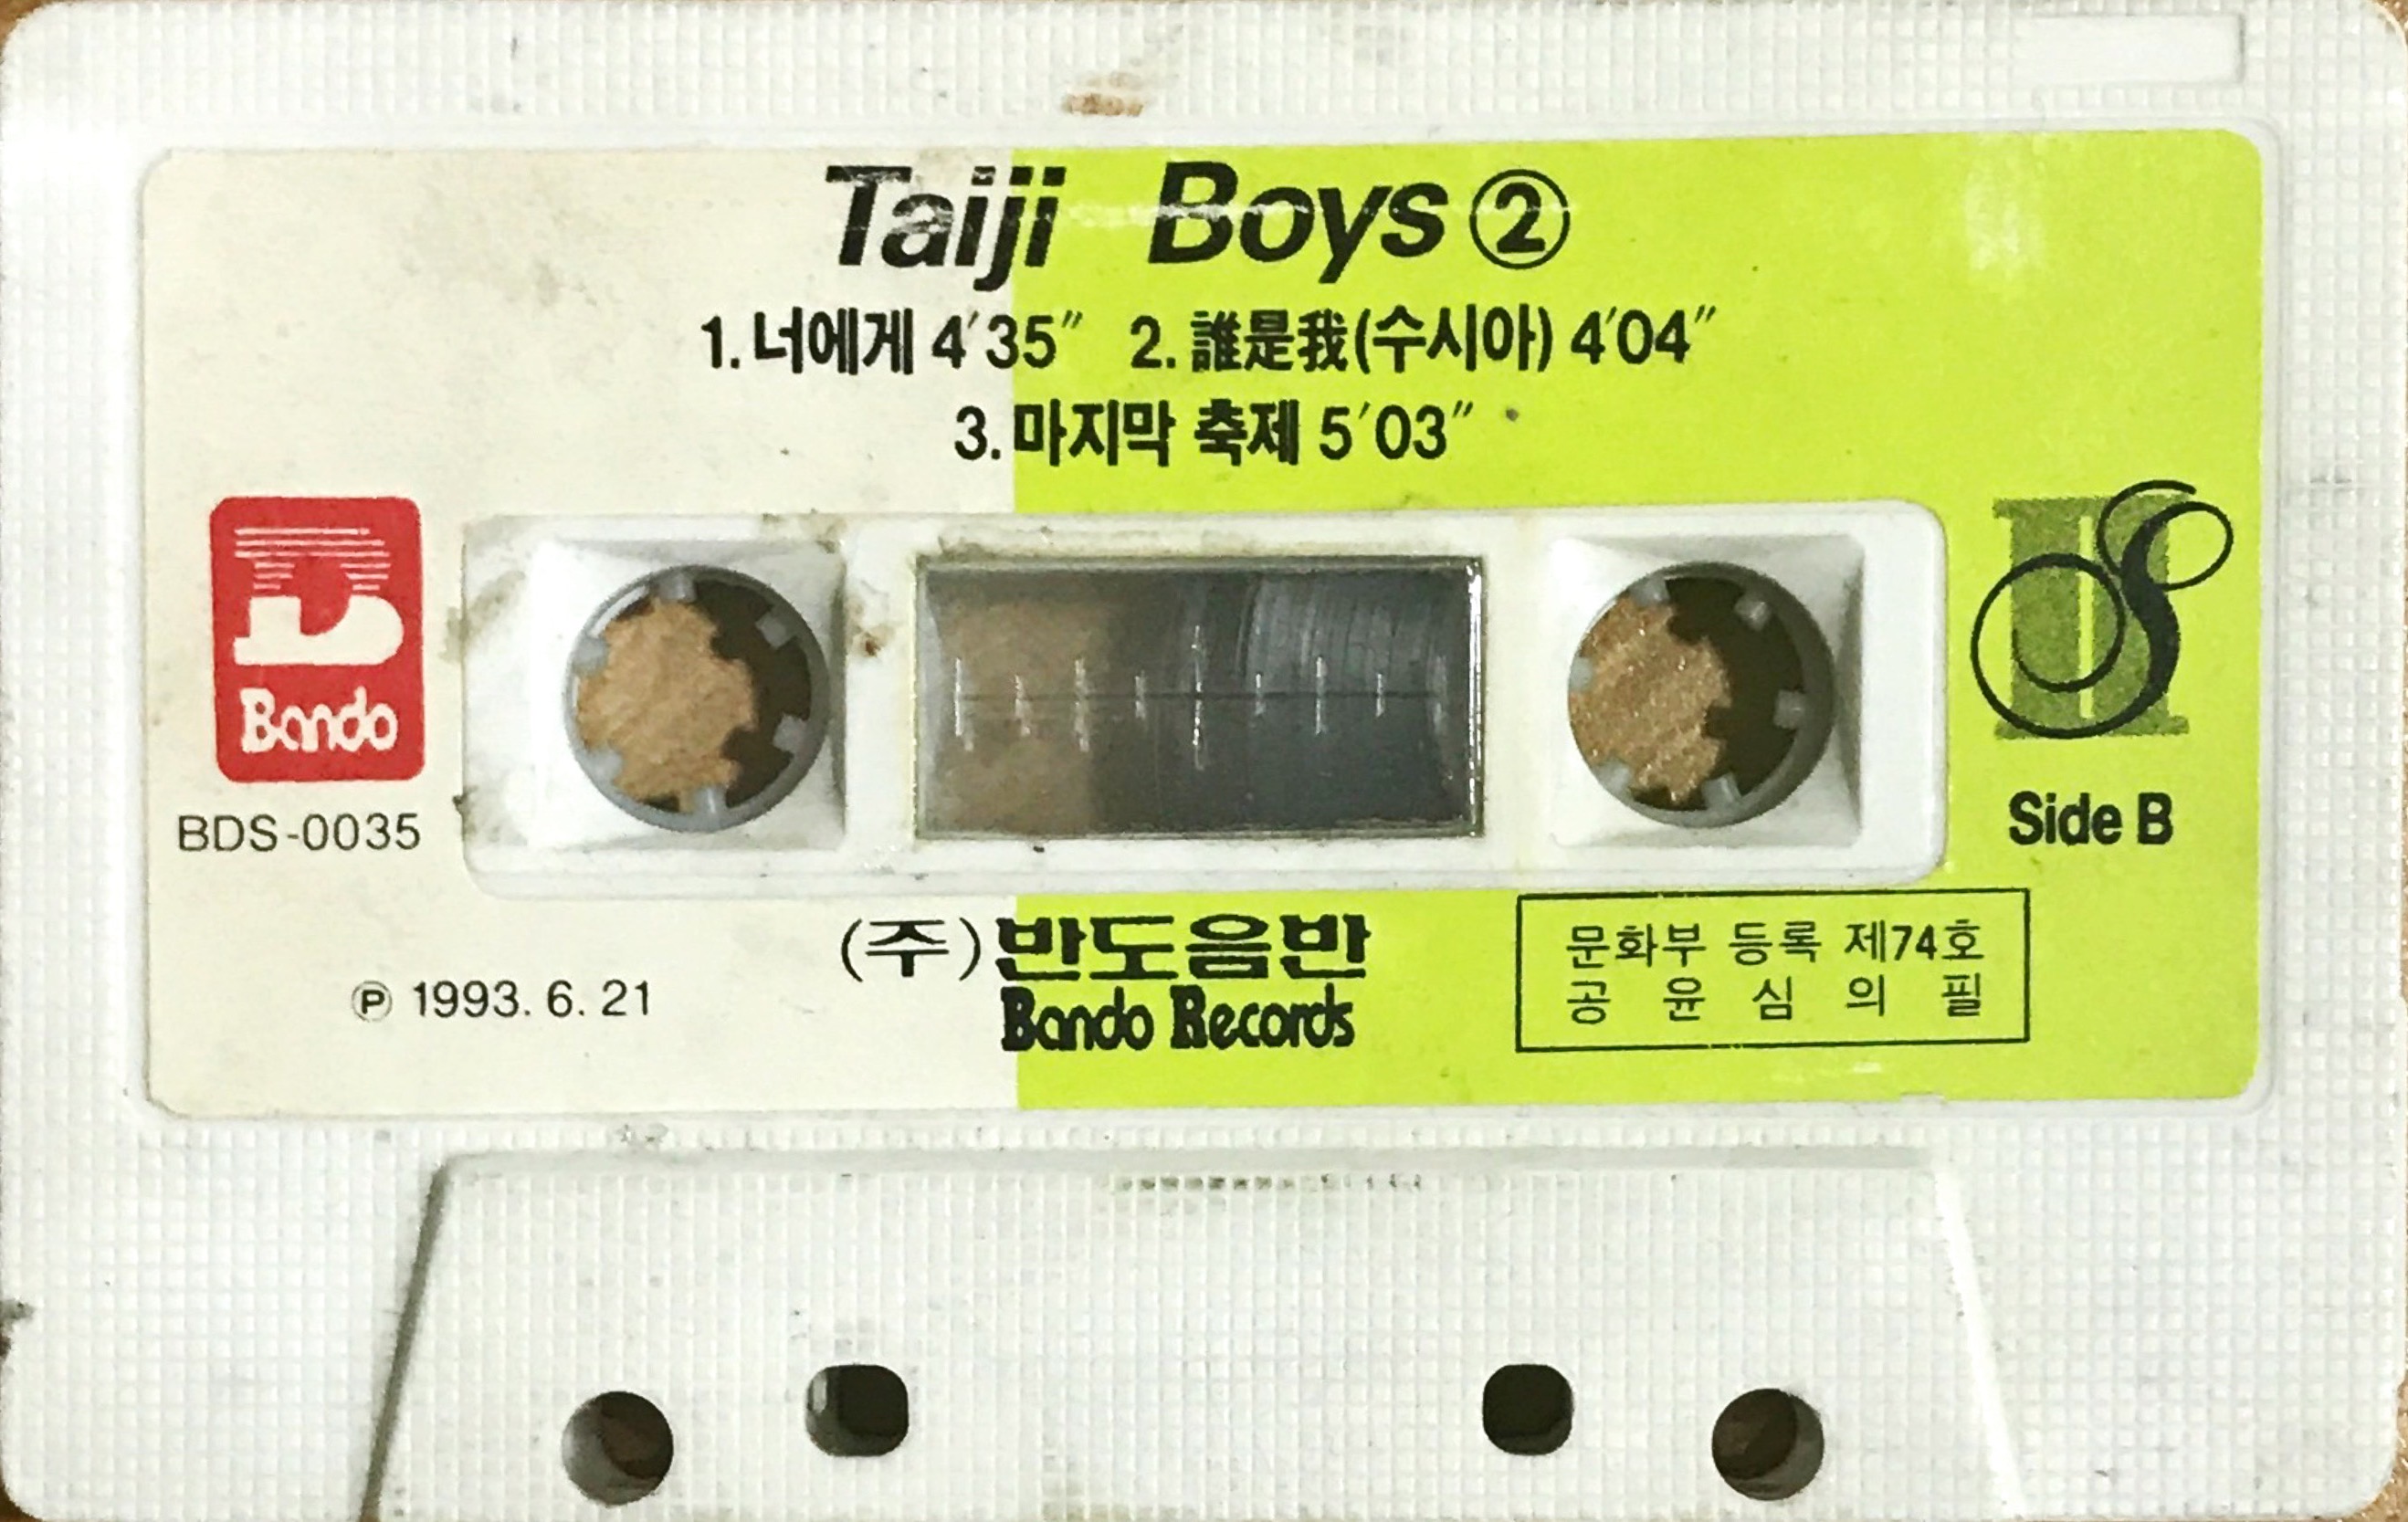 Taiji Boys ②
1. 너에게 4′35″ 2. 誰是我(수시아) 4′04″
3. 마지막 축제 5′03″
Bando
BDS-0035
Side B
(주)반도음반
Bando Records
℗ 1993. 6. 21
문화부 등록 제74호
공 윤 심 의 필